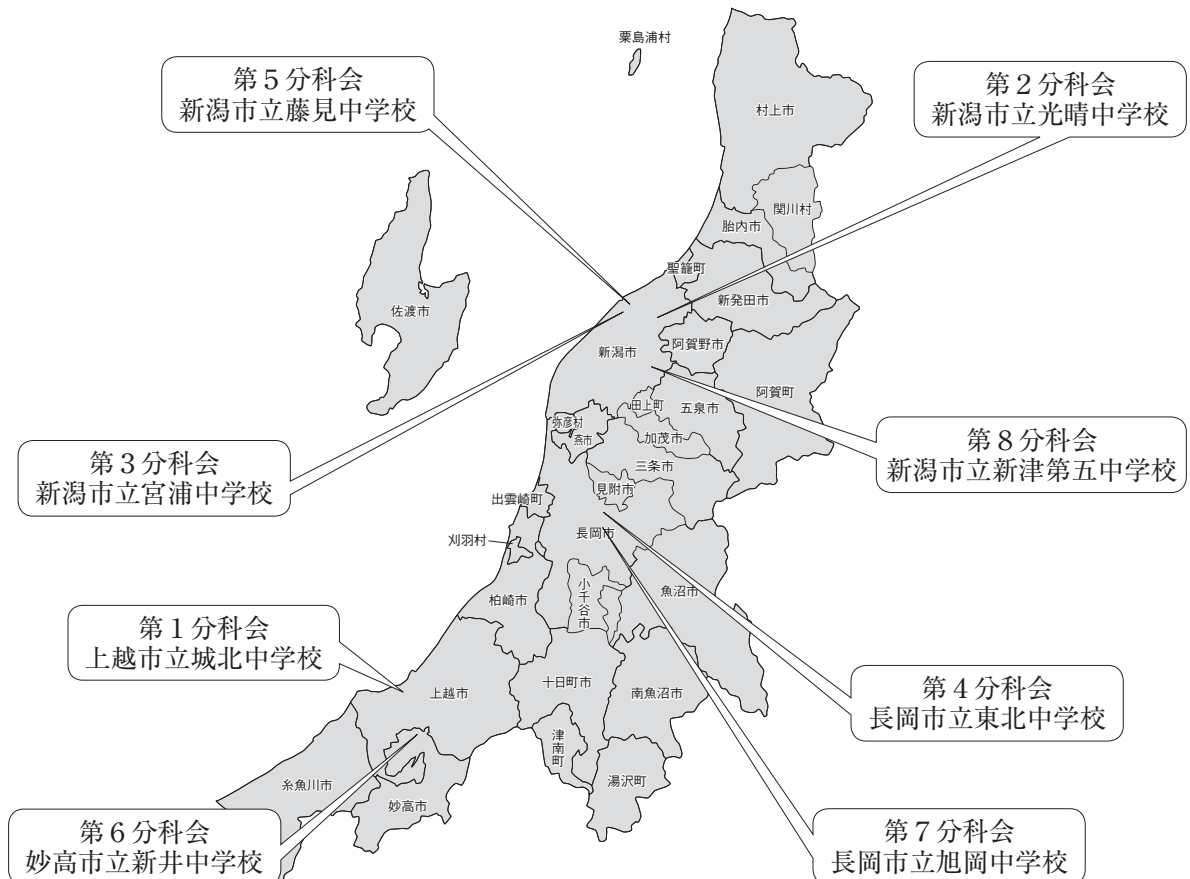 粟島浦村
第５分科会
新潟市立藤見中学校
第２分科会
新潟市立光晴中学校
村上市
関川村
胎内市
聖籠町
新発田市
佐渡市
新潟市
阿賀野市
阿賀町
田上町
五泉市
弥彦村
燕市
加茂市
第８分科会
新潟市立新津第五中学校
第３分科会
新潟市立宮浦中学校
三条市
見附市
出雲崎町
長岡市
刈羽村
小千谷市
魚沼市
柏崎市
第１分科会
上越市立城北中学校
上越市
十日町市
南魚沼市
第４分科会
長岡市立東北中学校
津南町
湯沢町
糸魚川市
妙高市
第６分科会
妙高市立新井中学校
第７分科会
長岡市立旭岡中学校